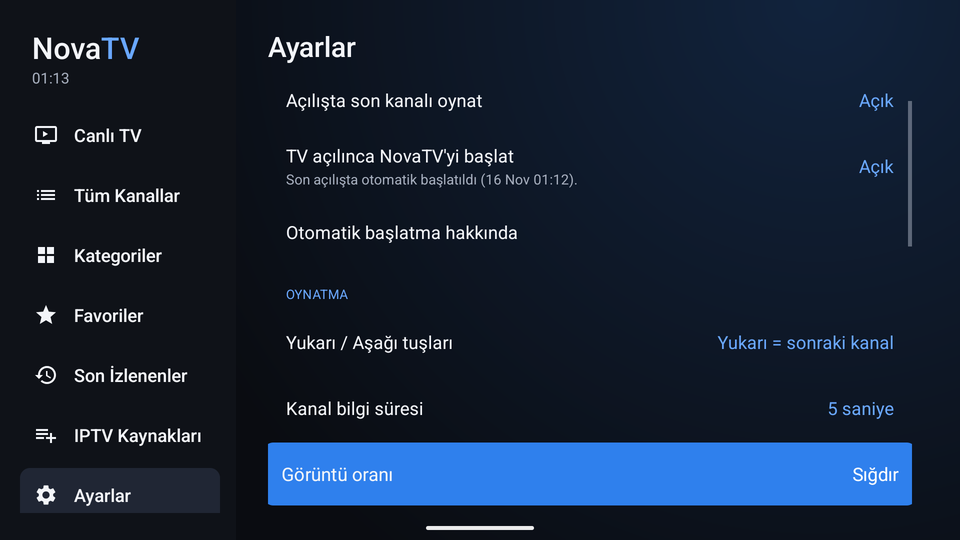 NovaTV
01:13
Canlı TV
Tüm Kanallar
Kategoriler
Favoriler
Son İzlenenler
IPTV Kaynakları
Ayarlar
Ayarlar
Açılışta son kanalı oynat
Açık
TV açılınca NovaTV'yi başlat
Son açılışta otomatik başlatıldı (16 Nov 01:12).
Açık
Otomatik başlatma hakkında
OYNATMA
Yukarı / Aşağı tuşları
Yukarı = sonraki kanal
Kanal bilgi süresi
5 saniye
Görüntü oranı
Sığdır